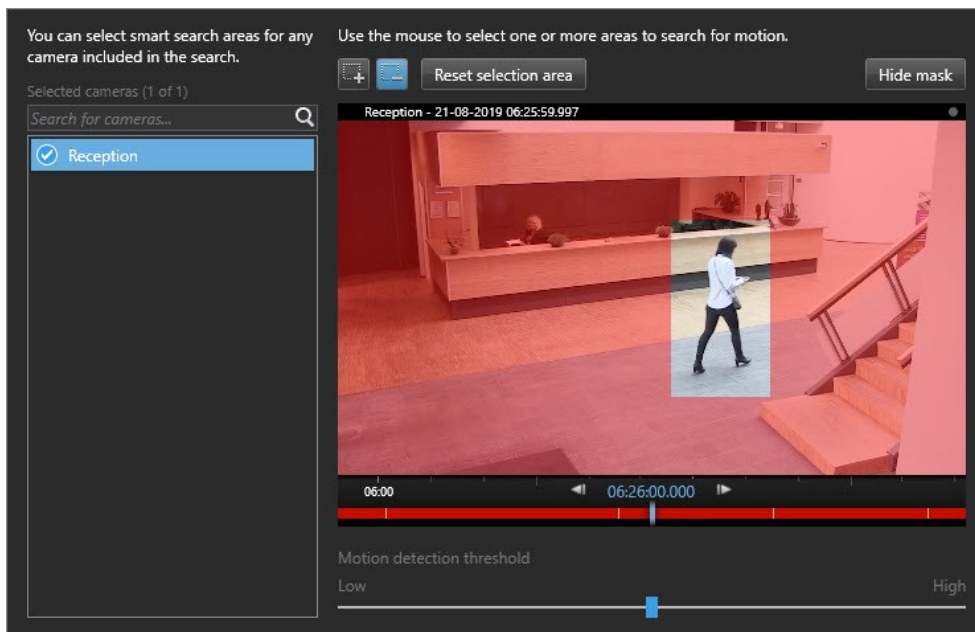 You can select smart search areas for any
camera included in the search.
Selected cameras (1 of 1)
Search for cameras...
Reception
Use the mouse to select one or more areas to search for motion.
Reset selection area
Hide mask
Reception - 21-08-2019 06:25:59.997
06:00
06:26:00.000
Motion detection threshold
Low
High